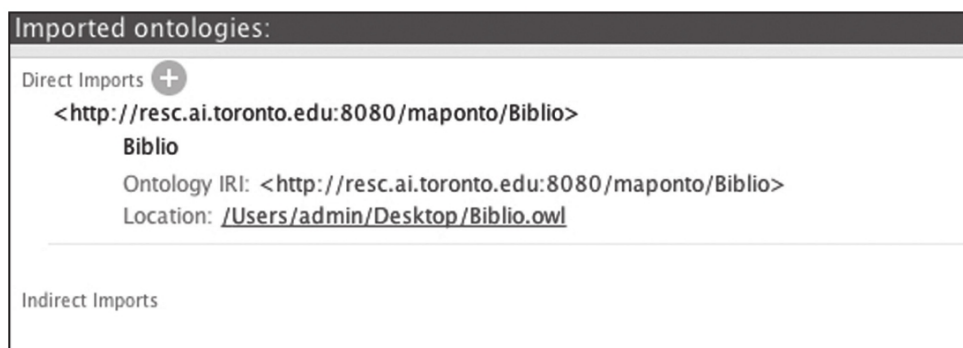 Imported ontologies:
Direct Imports +
<http://resc.ai.toronto.edu:8080/maponto/Biblio>
Biblio
Ontology IRI: <http://resc.ai.toronto.edu:8080/maponto/Biblio>
Location: /Users/admin/Desktop/Biblio.owl
Indirect Imports